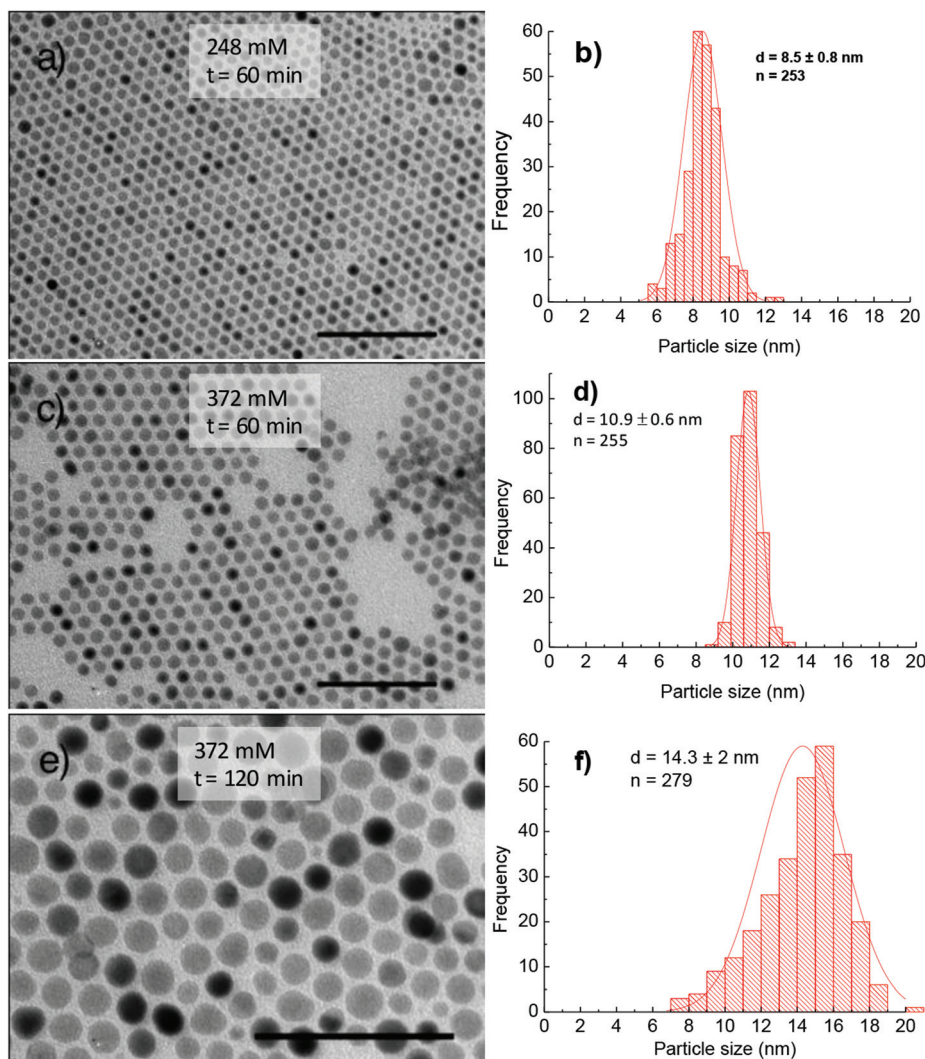 a)
248 mM
t = 60 min
b)
d = 8.5 ± 0.8 nm
n = 253
Frequency
60
50
40
30
20
10
0
0 2 4 6 8 10 12 14 16 18 20
Particle size (nm)
c)
372 mM
t = 60 min
d)
d = 10.9 ± 0.6 nm
n = 255
Frequency
100
80
60
40
20
0
0 2 4 6 8 10 12 14 16 18 20
Particle size (nm)
e)
372 mM
t = 120 min
f)
d = 14.3 ± 2 nm
n = 279
Frequency
60
50
40
30
20
10
0
0 2 4 6 8 10 12 14 16 18 20
Particle size (nm)